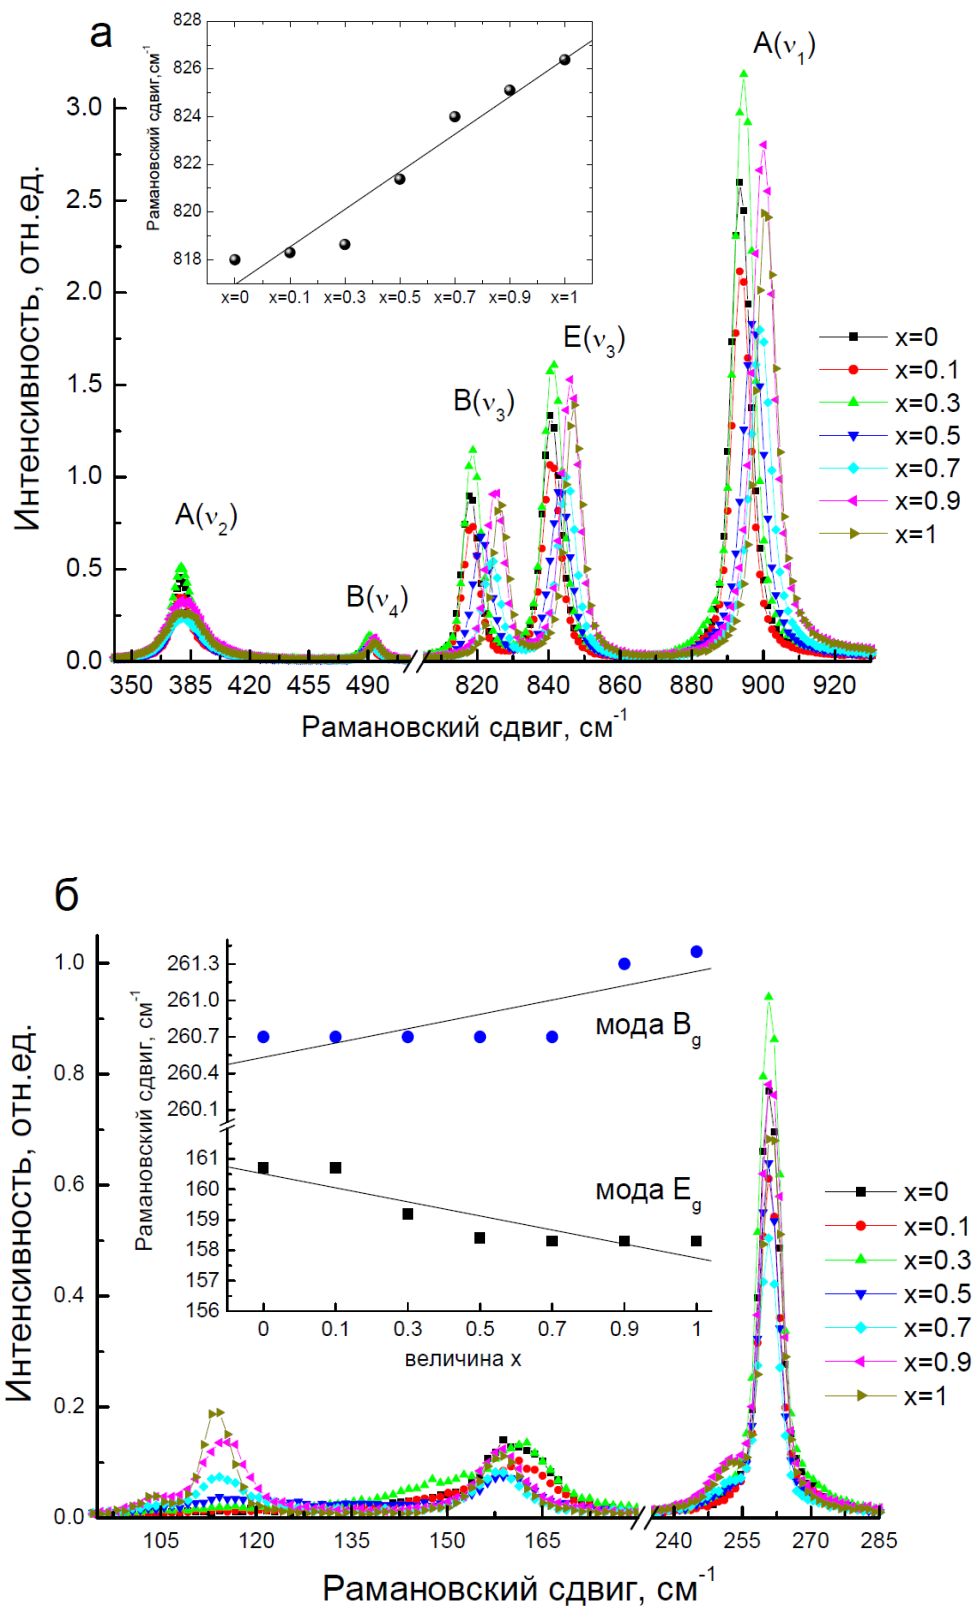 а
828
826
824
822
820
818
Рамановский сдвиг,см⁻¹
x=0 x=0.1 x=0.3 x=0.5 x=0.7 x=0.9 x=1
A(ν₁)
E(ν₃)
B(ν₃)
A(ν₂)
B(ν₄)
3.0
2.5
2.0
1.5
1.0
0.5
0.0
Интенсивность, отн.ед.
x=0
x=0.1
x=0.3
x=0.5
x=0.7
x=0.9
x=1
350 385 420 455 490 820 840 860 880 900 920
Рамановский сдвиг, см⁻¹
б
261.3
261.0
260.7
260.4
260.1
161
160
159
158
157
156
Рамановский сдвиг, см⁻¹
мода B_g
мода E_g
0 0.1 0.3 0.5 0.7 0.9 1
величина x
1.0
0.8
0.6
0.4
0.2
0.0
Интенсивность, отн.ед.
x=0
x=0.1
x=0.3
x=0.5
x=0.7
x=0.9
x=1
105 120 135 150 165 240 255 270 285
Рамановский сдвиг, см⁻¹